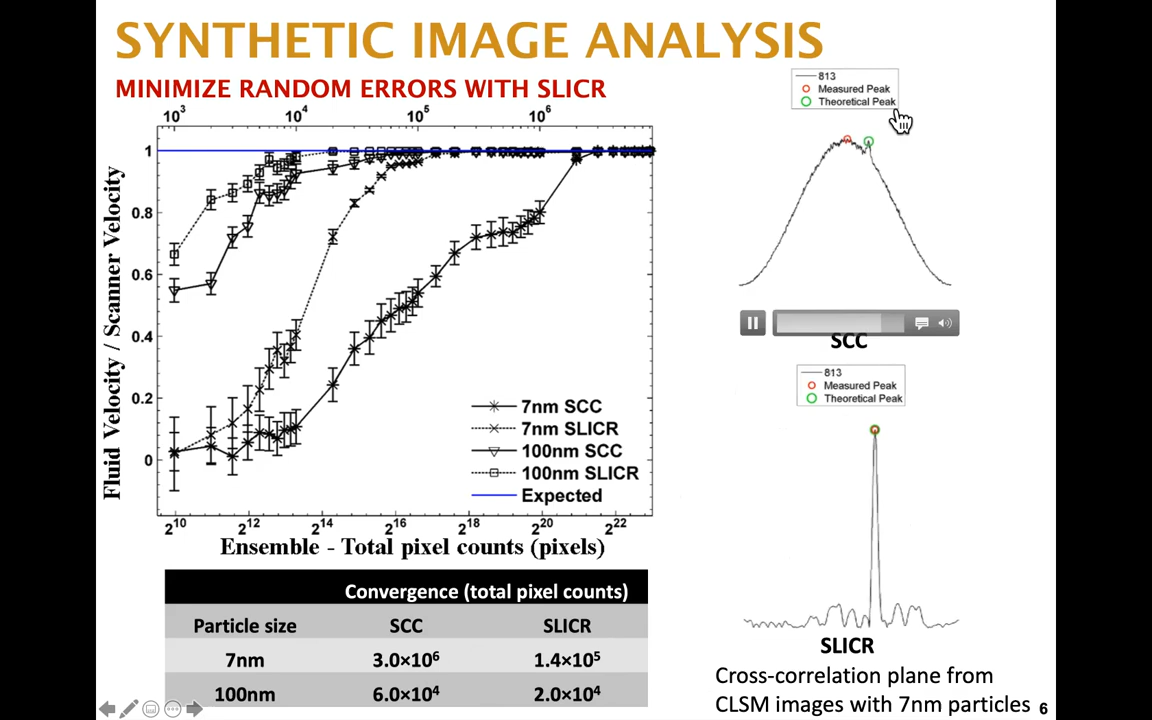 SYNTHETIC IMAGE ANALYSIS
MINIMIZE RANDOM ERRORS WITH SLICR
10³ 10⁴ 10⁵ 10⁶
1
0.8
0.6
0.4
0.2
0
Fluid Velocity / Scanner Velocity
7nm SCC
7nm SLICR
100nm SCC
100nm SLICR
Expected
2¹⁰ 2¹² 2¹⁴ 2¹⁶ 2¹⁸ 2²⁰ 2²²
Ensemble - Total pixel counts (pixels)
Convergence (total pixel counts)
Particle size SCC SLICR
7nm 3.0×10⁶ 1.4×10⁵
100nm 6.0×10⁴ 2.0×10⁴
813
Measured Peak
Theoretical Peak
SCC
813
Measured Peak
Theoretical Peak
SLICR
Cross-correlation plane from
CLSM images with 7nm particles
6